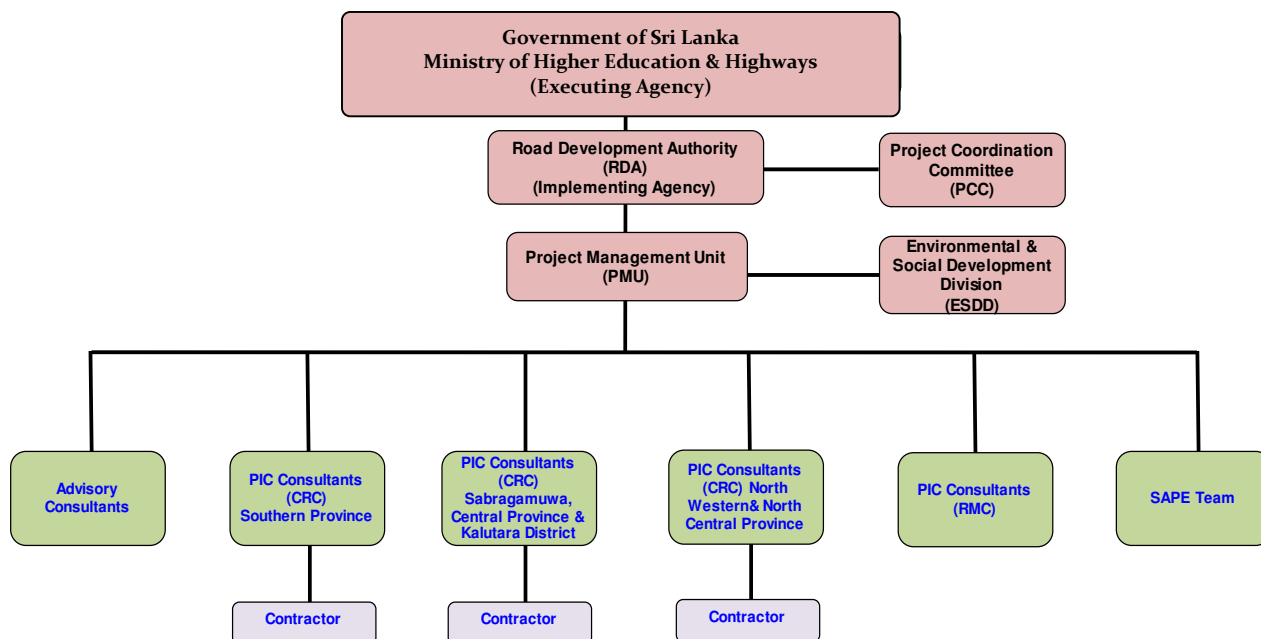 Government of Sri Lanka
Ministry of Higher Education & Highways
(Executing Agency)
Road Development Authority
(RDA)
(Implementing Agency)
Project Coordination
Committee
(PCC)
Project Management Unit
(PMU)
Environmental &
Social Development
Division
(ESDD)
Advisory
Consultants
PIC Consultants
(CRC)
Southern Province
PIC Consultants
(CRC)
Sabragamuwa,
Central Province &
Kalutara District
PIC Consultants
(CRC) North
Western& North
Central Province
PIC Consultants
(RMC)
SAPE Team
Contractor
Contractor
Contractor